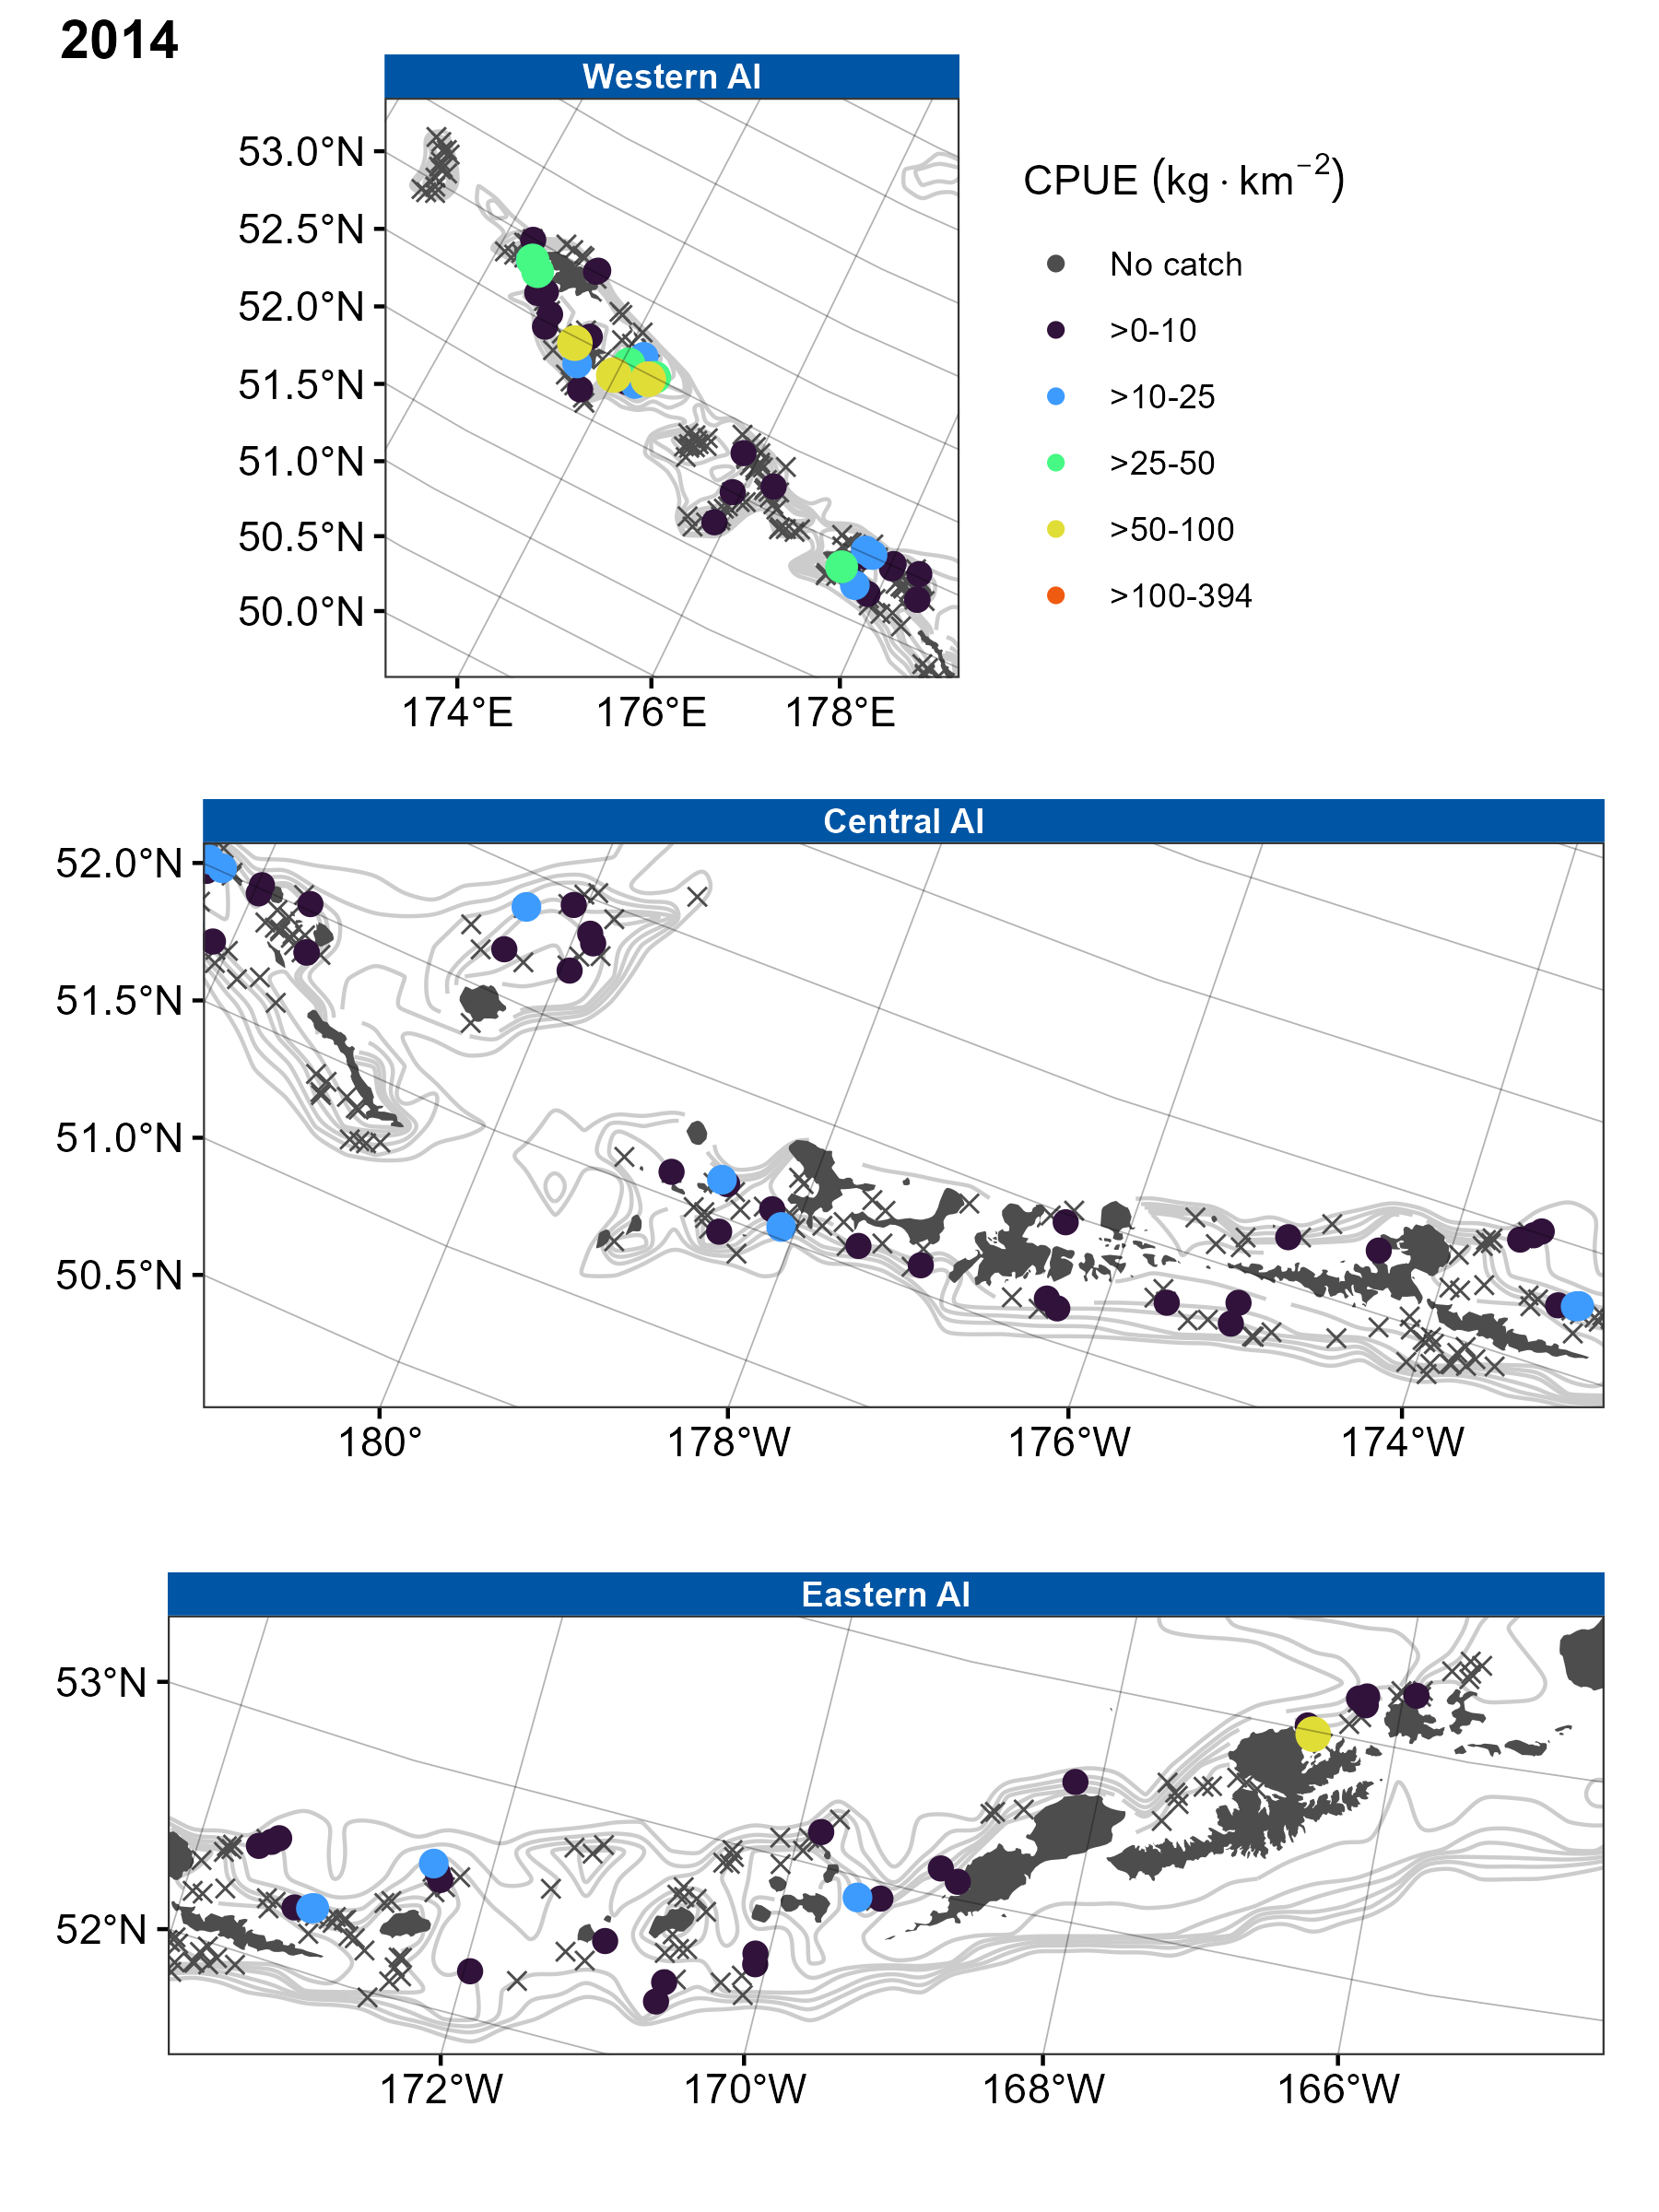 2014
Western AI
53.0°N
52.5°N
52.0°N
51.5°N
51.0°N
50.5°N
50.0°N
174°E 176°E 178°E
CPUE (kg · km⁻²)
No catch
>0-10
>10-25
>25-50
>50-100
>100-394
Central AI
52.0°N
51.5°N
51.0°N
50.5°N
180° 178°W 176°W 174°W
Eastern AI
53°N
52°N
172°W 170°W 168°W 166°W